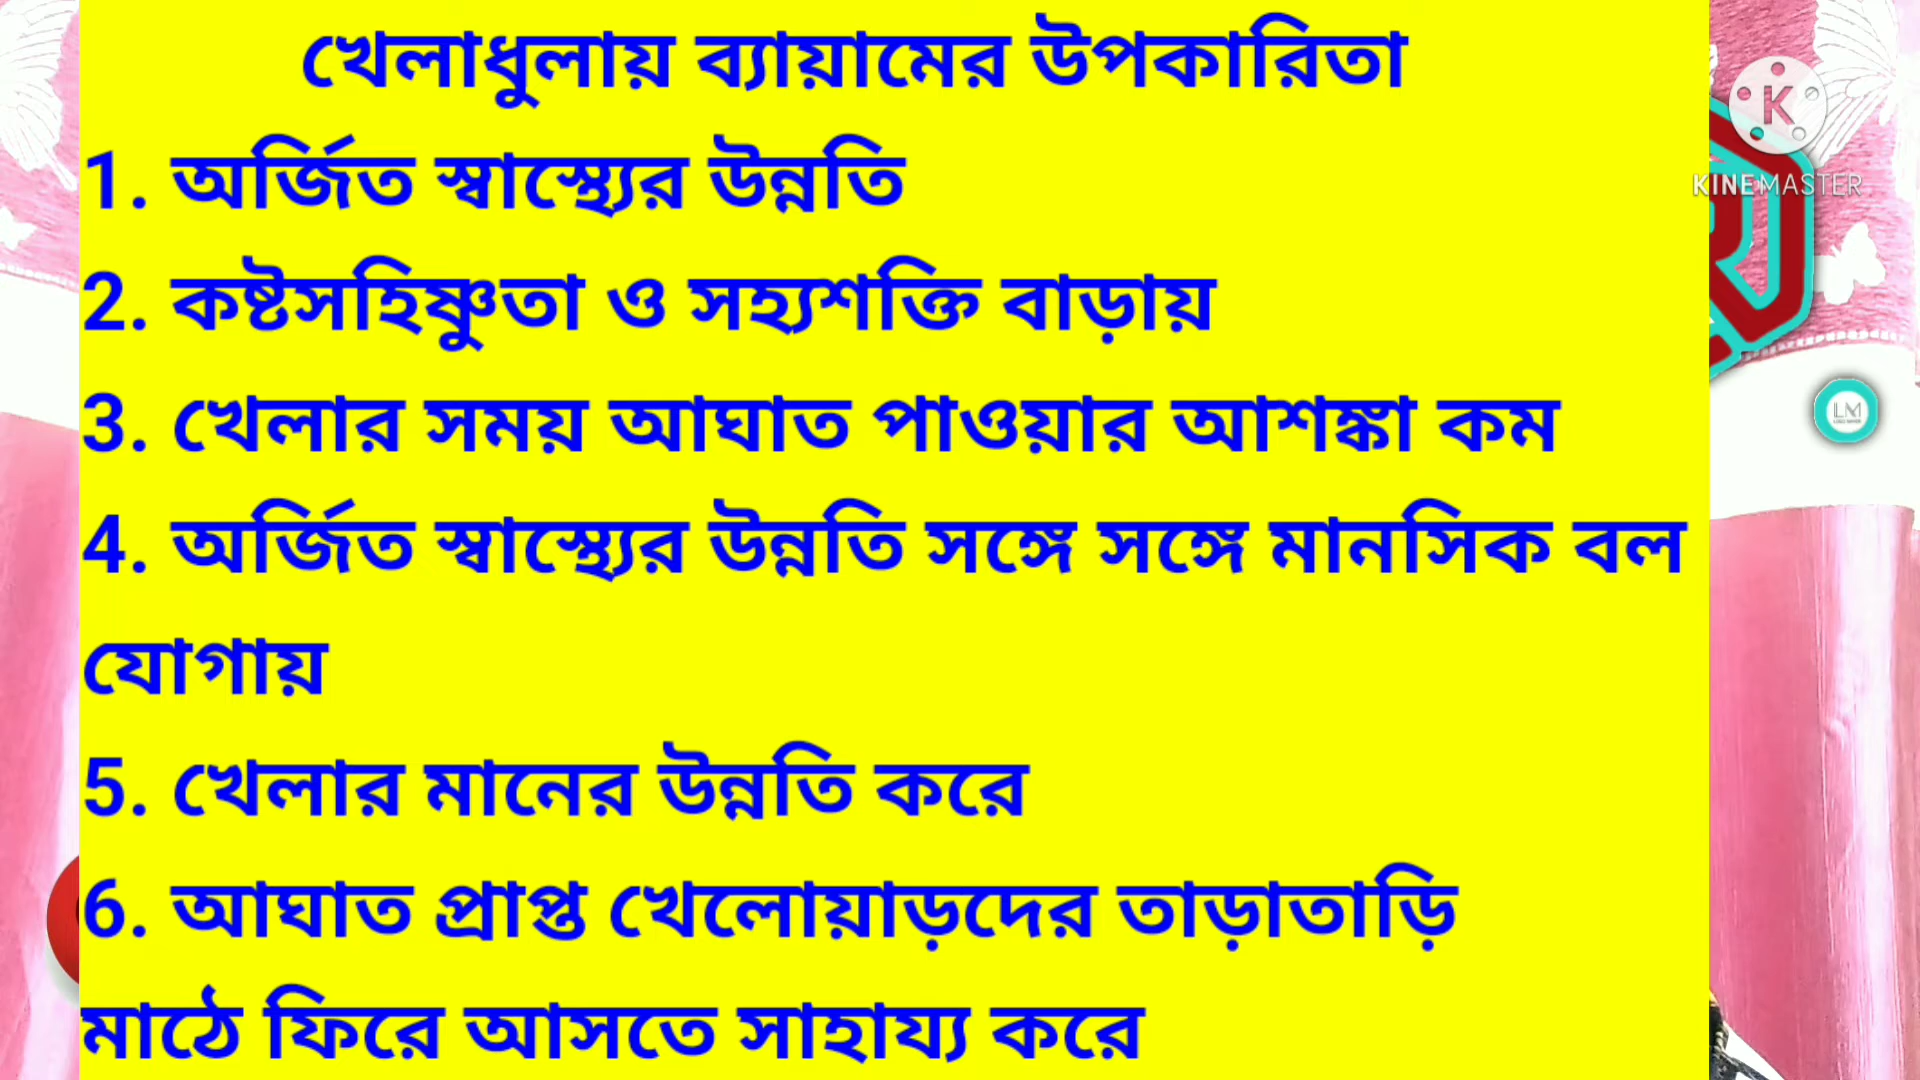 খেলাধুলায় ব্যায়ামের উপকারিতা
1. অর্জিত স্বাস্থ্যের উন্নতি
2. কষ্টসহিষ্ণুতা ও সহ্যশক্তি বাড়ায়
3. খেলার সময় আঘাত পাওয়ার আশঙ্কা কম
4. অর্জিত স্বাস্থ্যের উন্নতি সঙ্গে সঙ্গে মানসিক বল
যোগায়
5. খেলার মানের উন্নতি করে
6. আঘাত প্রাপ্ত খেলোয়াড়দের তাড়াতাড়ি
মাঠে ফিরে আসতে সাহায্য করে
K
KINEMASTER
LM